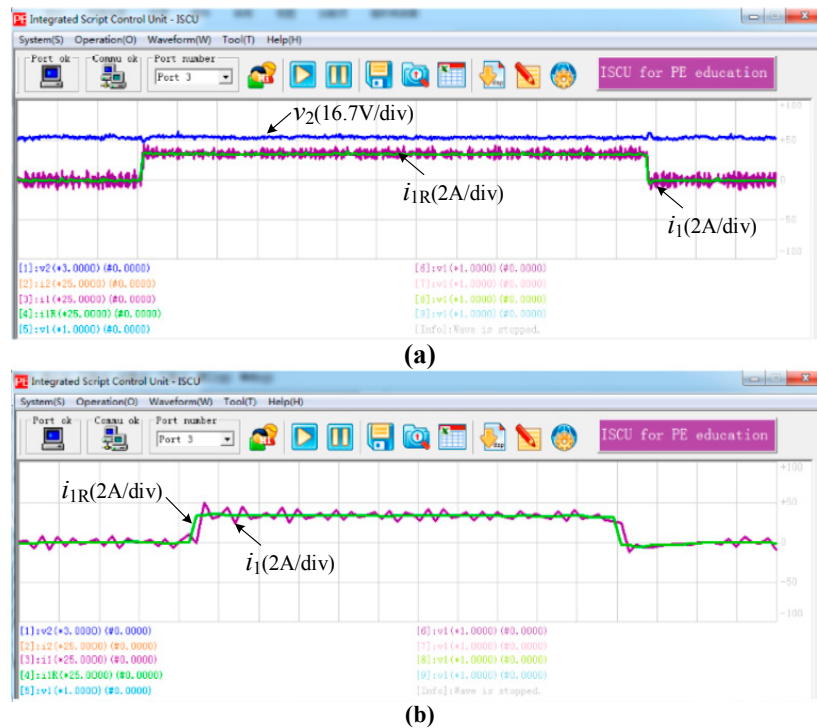 PE Integrated Script Control Unit - ISCU
System(S) Operation(O) Waveform(W) Tool(T) Help(H)
Port ok Commu ok Port number
Port 3
ISCU for PE education
+100
v2(16.7V/div)
+50
i1R(2A/div)
0
i1(2A/div)
-50
-100
[1]:v2(*3.0000)(#0.0000) [6]:v1(*1.0000)(#0.0000)
[2]:i2(*25.0000)(#0.0000) [7]:v1(*1.0000)(#0.0000)
[3]:i1(*25.0000)(#0.0000) [8]:v1(*1.0000)(#0.0000)
[4]:i1R(*25.0000)(#0.0000) [9]:v1(*1.0000)(#0.0000)
[5]:v1(*1.0000)(#0.0000) [Info]:Wave is stopped.
(a)
PE Integrated Script Control Unit - ISCU
System(S) Operation(O) Waveform(W) Tool(T) Help(H)
Port ok Commu ok Port number
Port 3
ISCU for PE education
+100
i1R(2A/div)
+50
0
i1(2A/div)
-50
-100
[1]:v2(*3.0000)(#0.0000) [6]:v1(*1.0000)(#0.0000)
[2]:i2(*25.0000)(#0.0000) [7]:v1(*1.0000)(#0.0000)
[3]:i1(*25.0000)(#0.0000) [8]:v1(*1.0000)(#0.0000)
[4]:i1R(*25.0000)(#0.0000) [9]:v1(*1.0000)(#0.0000)
[5]:v1(*1.0000)(#0.0000) [Info]:Wave is stopped.
(b)